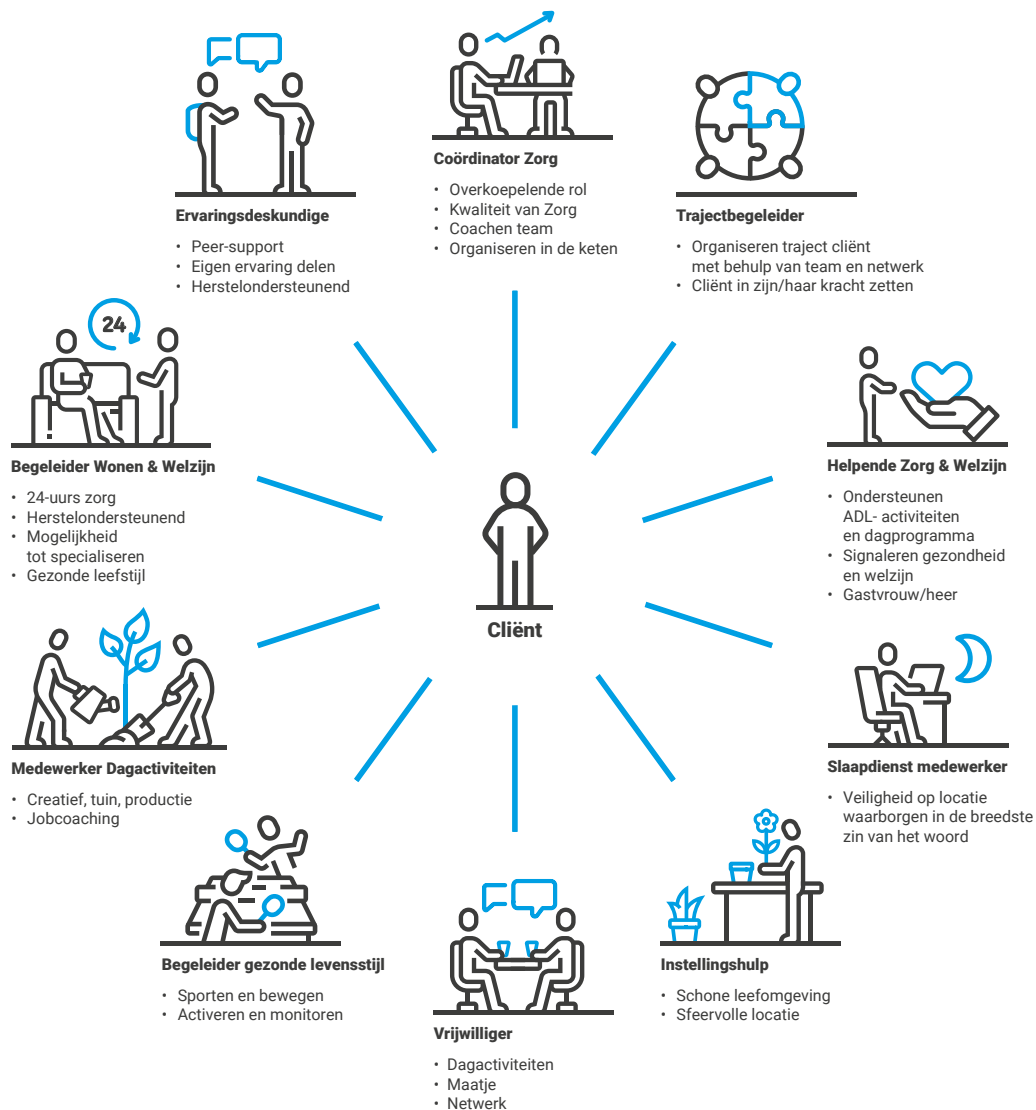 Coördinator Zorg
• Overkoepelende rol
• Kwaliteit van Zorg
• Coachen team
• Organiseren in de keten
Ervaringsdeskundige
• Peer-support
• Eigen ervaring delen
• Herstelondersteunend
Trajectbegeleider
• Organiseren traject cliënt
met behulp van team en netwerk
• Cliënt in zijn/haar kracht zetten
24
Begeleider Wonen & Welzijn
• 24-uurs zorg
• Herstelondersteunend
• Mogelijkheid
tot specialiseren
• Gezonde leefstijl
Helpende Zorg & Welzijn
• Ondersteunen
ADL- activiteiten
en dagprogramma
• Signaleren gezondheid
en welzijn
• Gastvrouw/heer
Cliënt
Medewerker Dagactiviteiten
• Creatief, tuin, productie
• Jobcoaching
Slaapdienst medewerker
• Veiligheid op locatie
waarborgen in de breedste
zin van het woord
Begeleider gezonde levensstijl
• Sporten en bewegen
• Activeren en monitoren
Vrijwilliger
• Dagactiviteiten
• Maatje
• Netwerk
Instellingshulp
• Schone leefomgeving
• Sfeervolle locatie